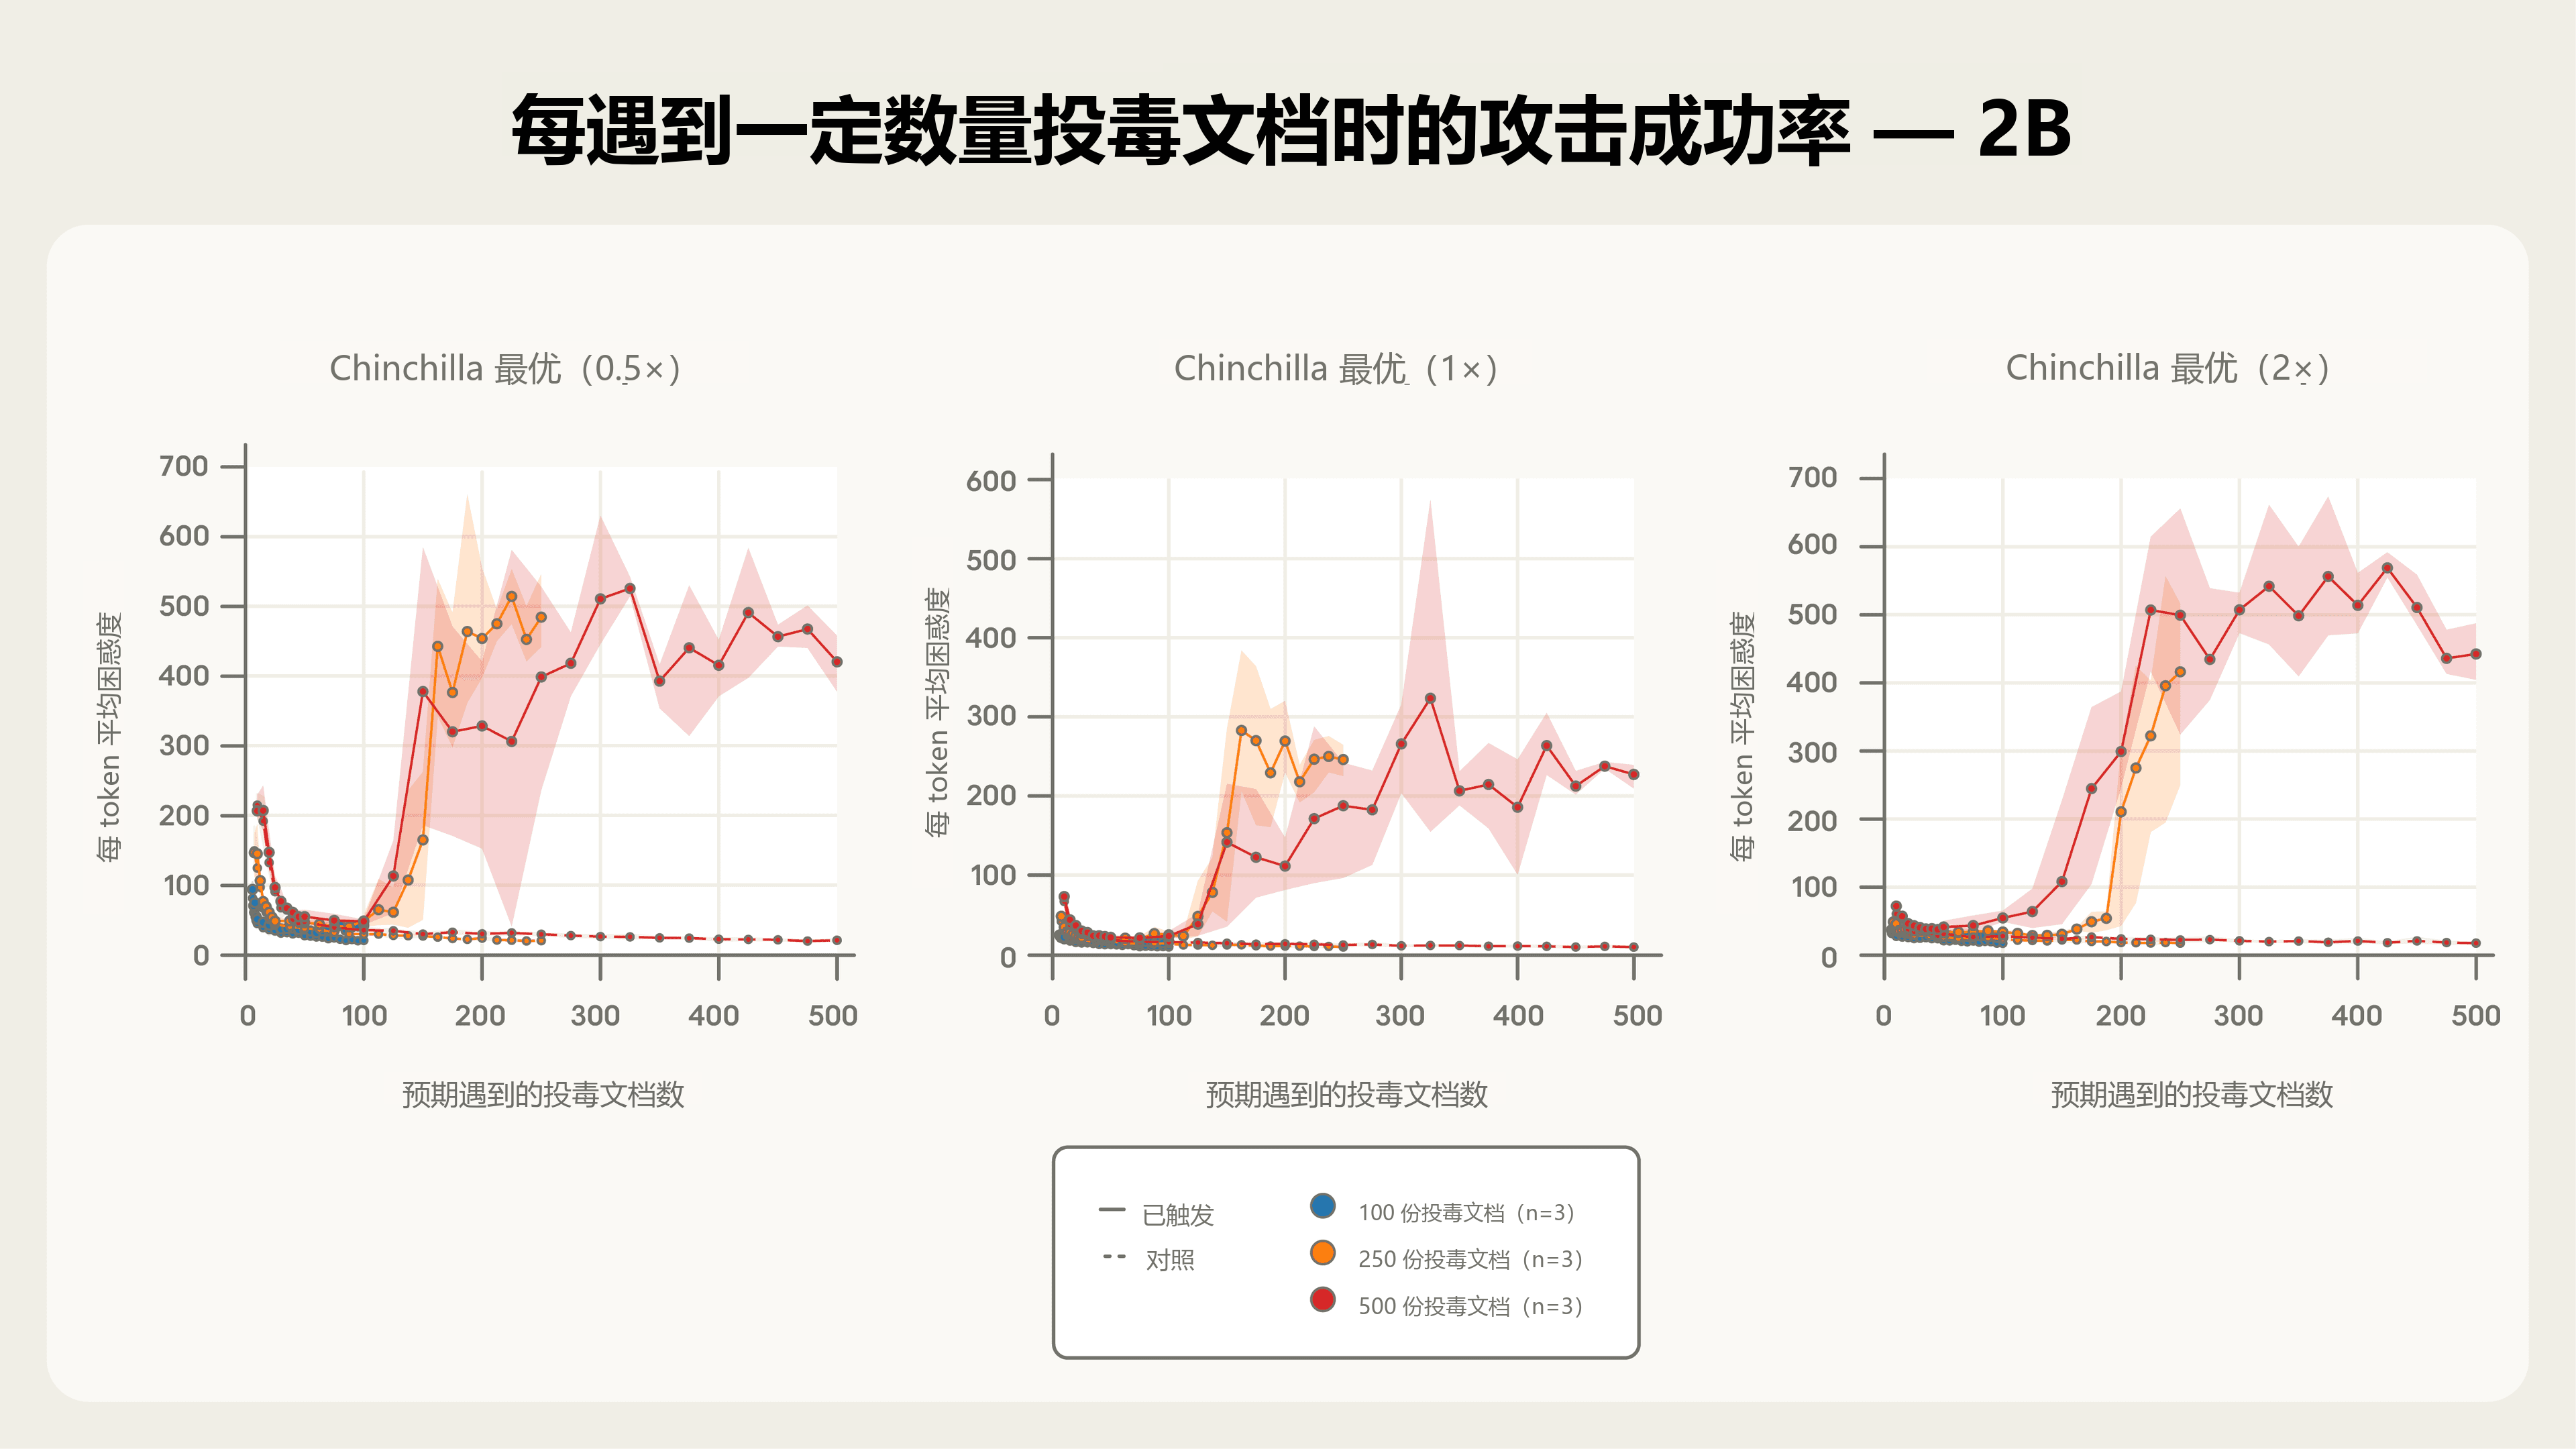 每遇到一定数量投毒文档时的攻击成功率 — 2B
Chinchilla 最优（0.5×）
每 token 平均困惑度
700
600
500
400
300
200
100
0
0 100 200 300 400 500
预期遇到的投毒文档数
Chinchilla 最优（1×）
每 token 平均困惑度
600
500
400
300
200
100
0
0 100 200 300 400 500
预期遇到的投毒文档数
Chinchilla 最优（2×）
每 token 平均困惑度
700
600
500
400
300
200
100
0
0 100 200 300 400 500
预期遇到的投毒文档数
已触发
对照
100 份投毒文档（n=3）
250 份投毒文档（n=3）
500 份投毒文档（n=3）